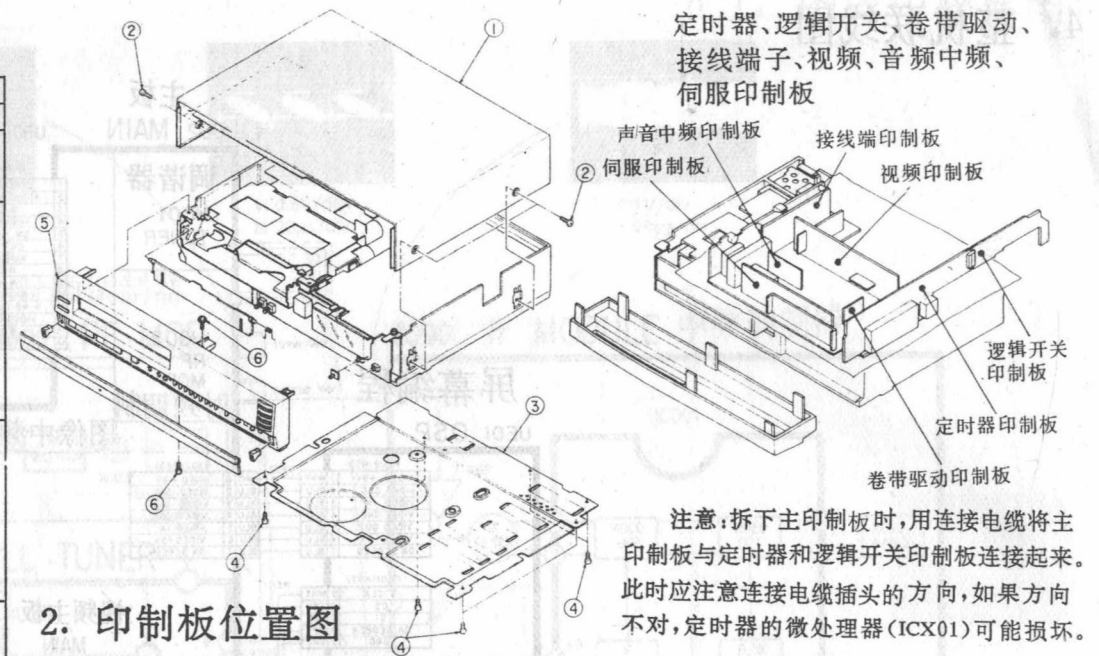 ②
①
定时器、逻辑开关、卷带驱动、
接线端子、视频、音频中频、
伺服印制板
声音中频印制板
接线端印制板
② 伺服印制板
视频印制板
⑤
⑥
逻辑开关
印制板
③
定时器印制板
⑥
卷带驱动印制板
④
④
④
注意:拆下主印制板时,用连接电缆将主
印制板与定时器和逻辑开关印制板连接起来。
此时应注意连接电缆插头的方向,如果方向
不对,定时器的微处理器(ICX01)可能损坏。
2. 印制板位置图